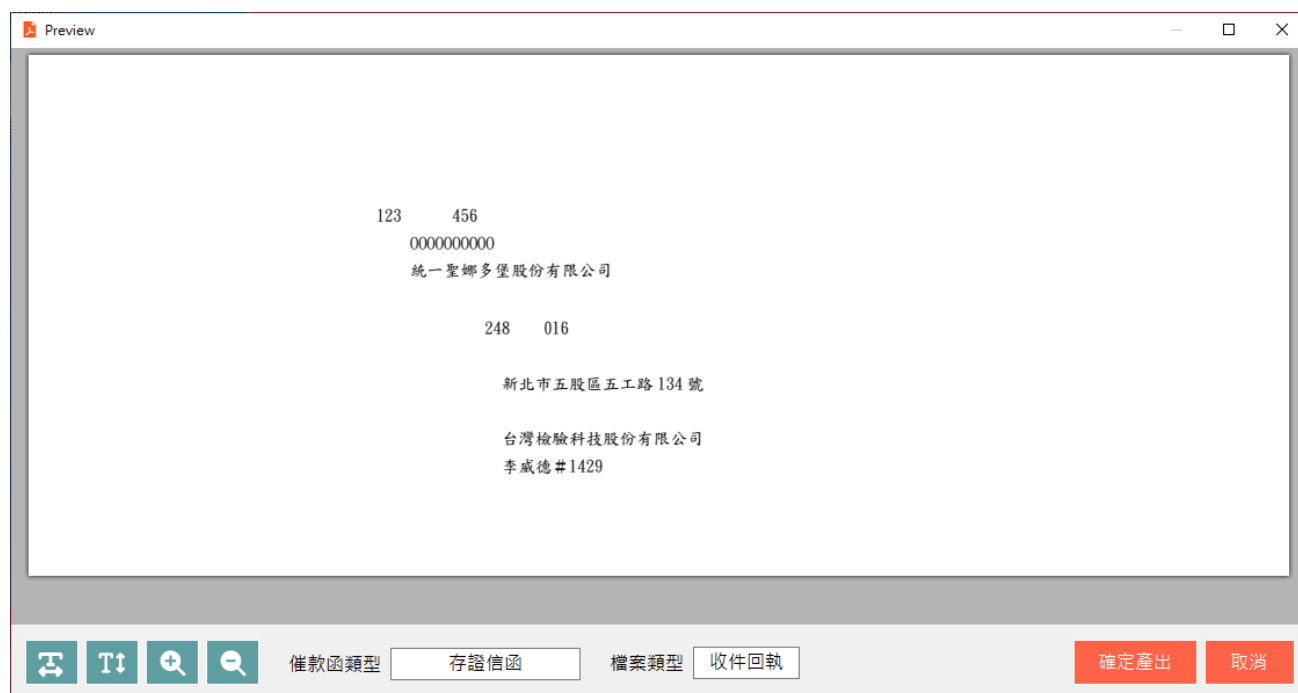 Preview
123 456
0000000000
統一聖娜多堡股份有限公司
248 016
新北市五股區五工路 134 號
台灣檢驗科技股份有限公司
李威德#1429
催款函類型 存證信函 檔案類型 收件回執 確定產出 取消